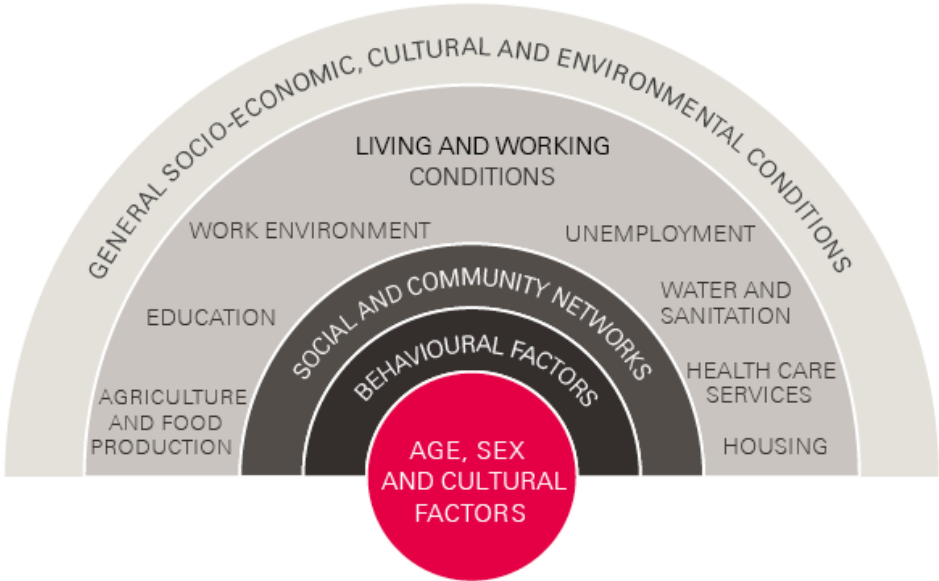 GENERAL SOCIO-ECONOMIC, CULTURAL AND ENVIRONMENTAL CONDITIONS
LIVING AND WORKING
CONDITIONS
WORK ENVIRONMENT
UNEMPLOYMENT
EDUCATION
WATER AND
SANITATION
AGRICULTURE
AND FOOD
PRODUCTION
HEALTH CARE
SERVICES
HOUSING
SOCIAL AND COMMUNITY NETWORKS
BEHAVIOURAL FACTORS
AGE, SEX
AND CULTURAL
FACTORS